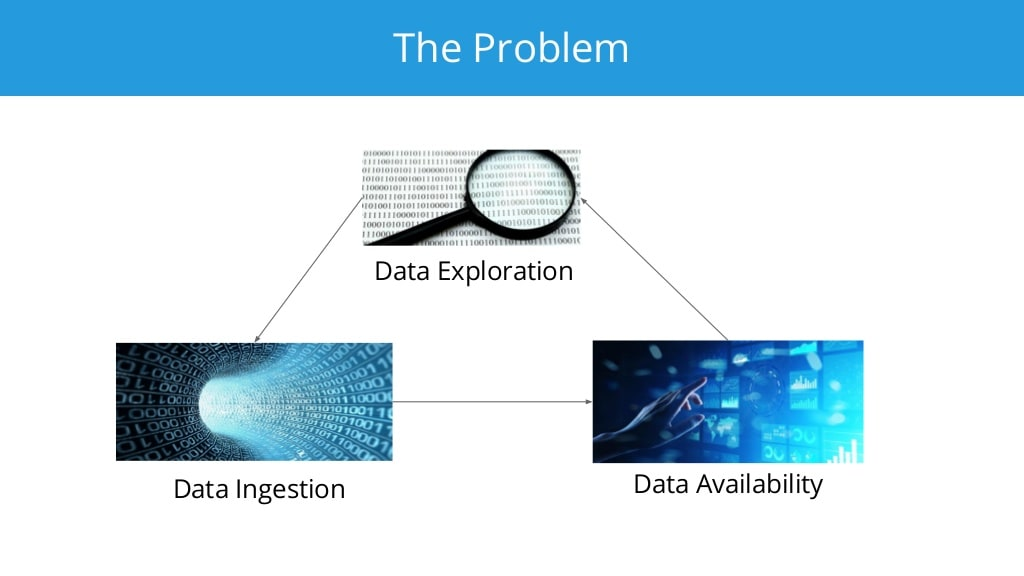 The Problem
Data Exploration
Data Ingestion
Data Availability